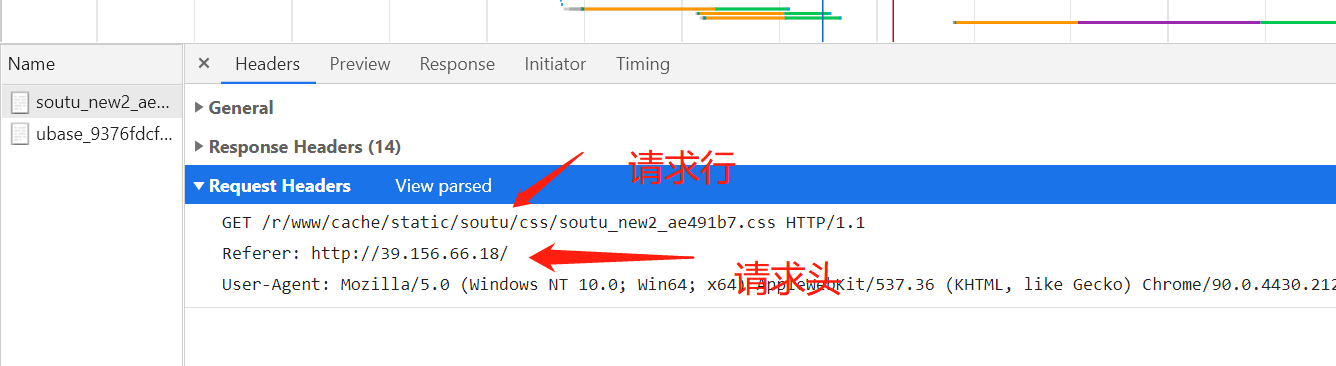 Name
Headers Preview Response Initiator Timing
soutu_new2_ae...
ubase_9376fdcf...
General
Response Headers (14)
请求行
Request Headers View parsed
GET /r/www/cache/static/soutu/css/soutu_new2_ae491b7.css HTTP/1.1
Referer: http://39.156.66.18/
请求头
User-Agent: Mozilla/5.0 (Windows NT 10.0; Win64; x64) AppleWebKit/537.36 (KHTML, like Gecko) Chrome/90.0.4430.212